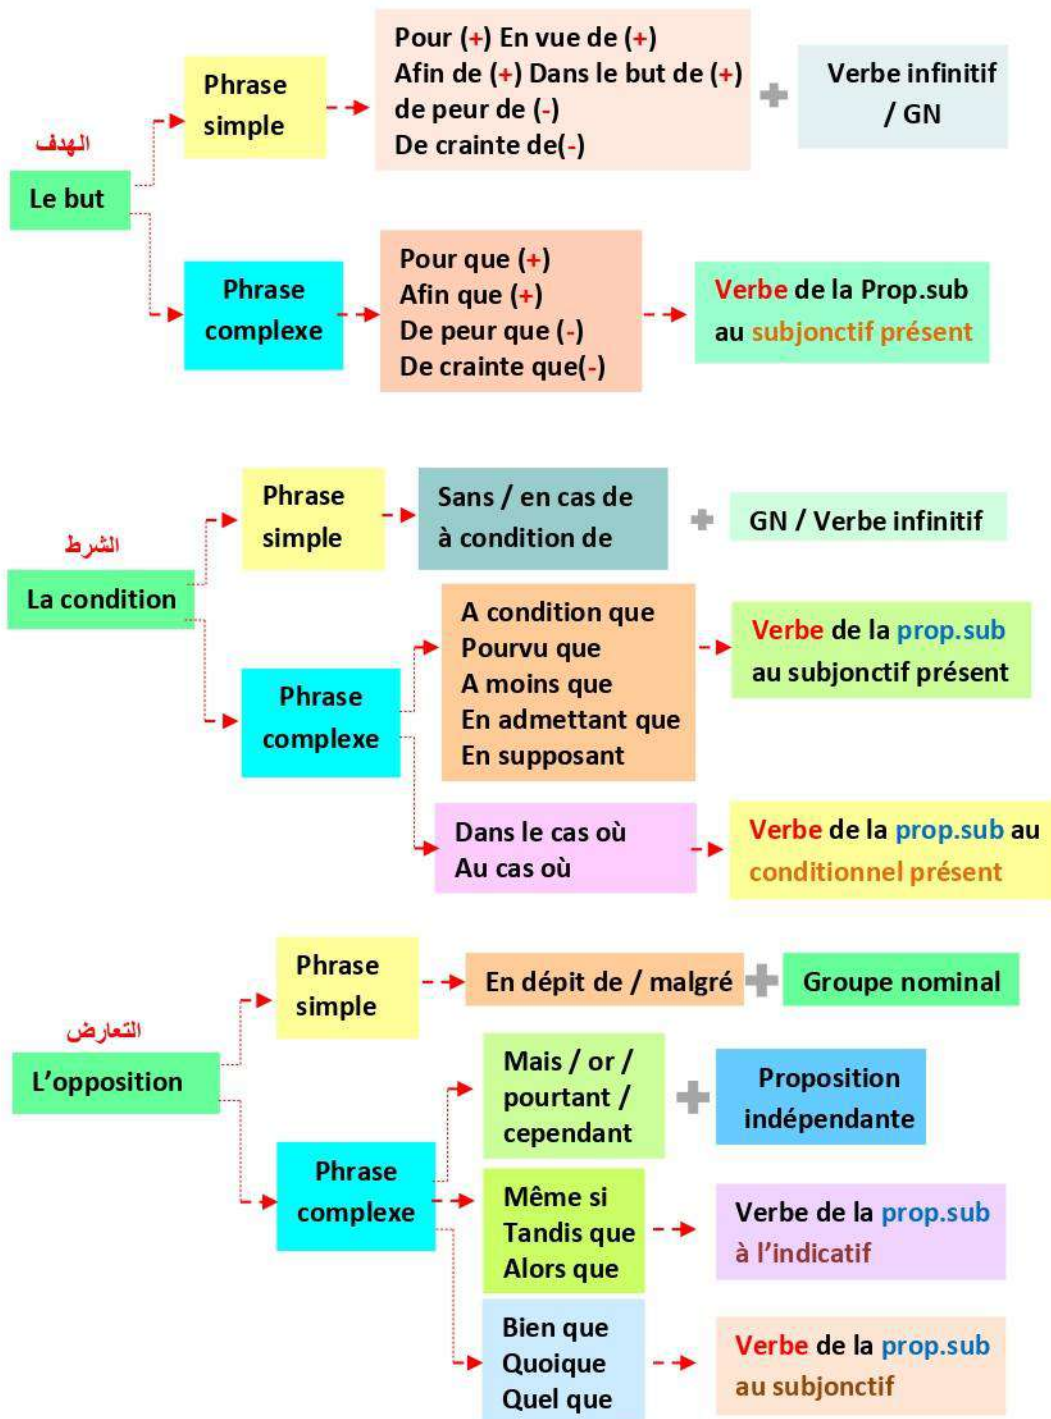 الهدف
Le but
Phrase
simple
Pour (+) En vue de (+)
Afin de (+) Dans le but de (+)
de peur de (-)
De crainte de(-)
Verbe infinitif
/ GN
Phrase
complexe
Pour que (+)
Afin que (+)
De peur que (-)
De crainte que(-)
Verbe de la Prop.sub
au subjonctif présent
الشرط
La condition
Phrase
simple
Sans / en cas de
à condition de
GN / Verbe infinitif
Phrase
complexe
A condition que
Pourvu que
A moins que
En admettant que
En supposant
Verbe de la prop.sub
au subjonctif présent
Dans le cas où
Au cas où
Verbe de la prop.sub au
conditionnel présent
التعارض
L’opposition
Phrase
simple
En dépit de / malgré
Groupe nominal
Phrase
complexe
Mais / or /
pourtant /
cependant
Proposition
indépendante
Même si
Tandis que
Alors que
Verbe de la prop.sub
à l’indicatif
Bien que
Quoique
Quel que
Verbe de la prop.sub
au subjonctif